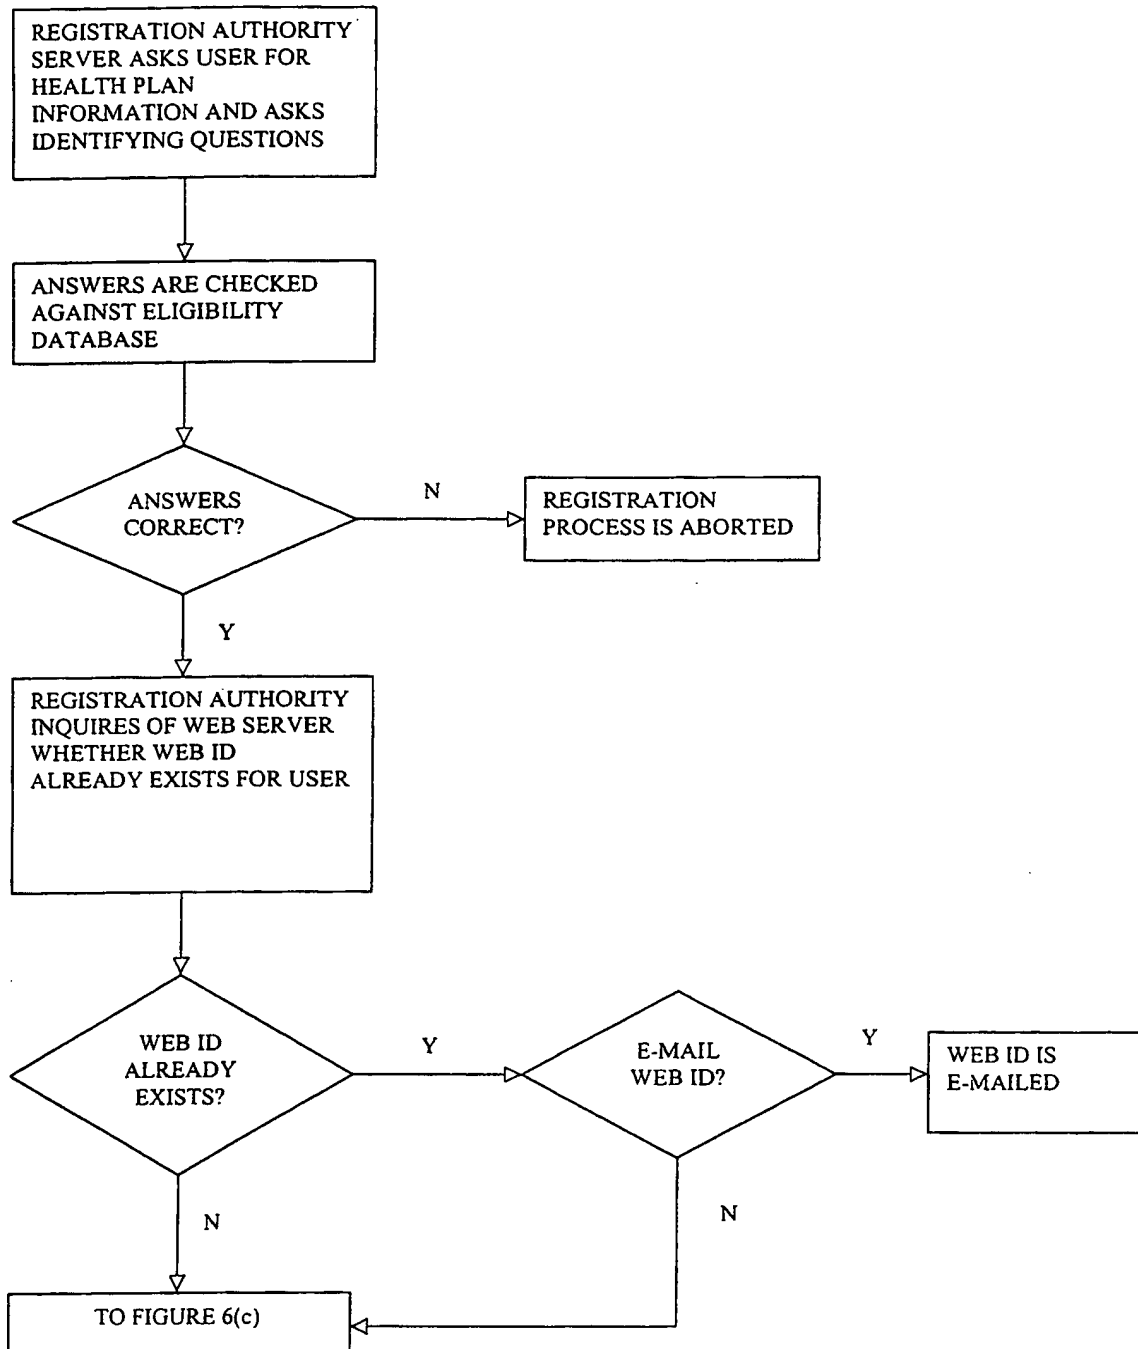 REGISTRATION AUTHORITY
SERVER ASKS USER FOR
HEALTH PLAN
INFORMATION AND ASKS
IDENTIFYING QUESTIONS
ANSWERS ARE CHECKED
AGAINST ELIGIBILITY
DATABASE
ANSWERS
CORRECT?
N
REGISTRATION
PROCESS IS ABORTED
Y
REGISTRATION AUTHORITY
INQUIRES OF WEB SERVER
WHETHER WEB ID
ALREADY EXISTS FOR USER
WEB ID
ALREADY
EXISTS?
Y
E-MAIL
WEB ID?
Y
WEB ID IS
E-MAILED
N
N
TO FIGURE 6(c)